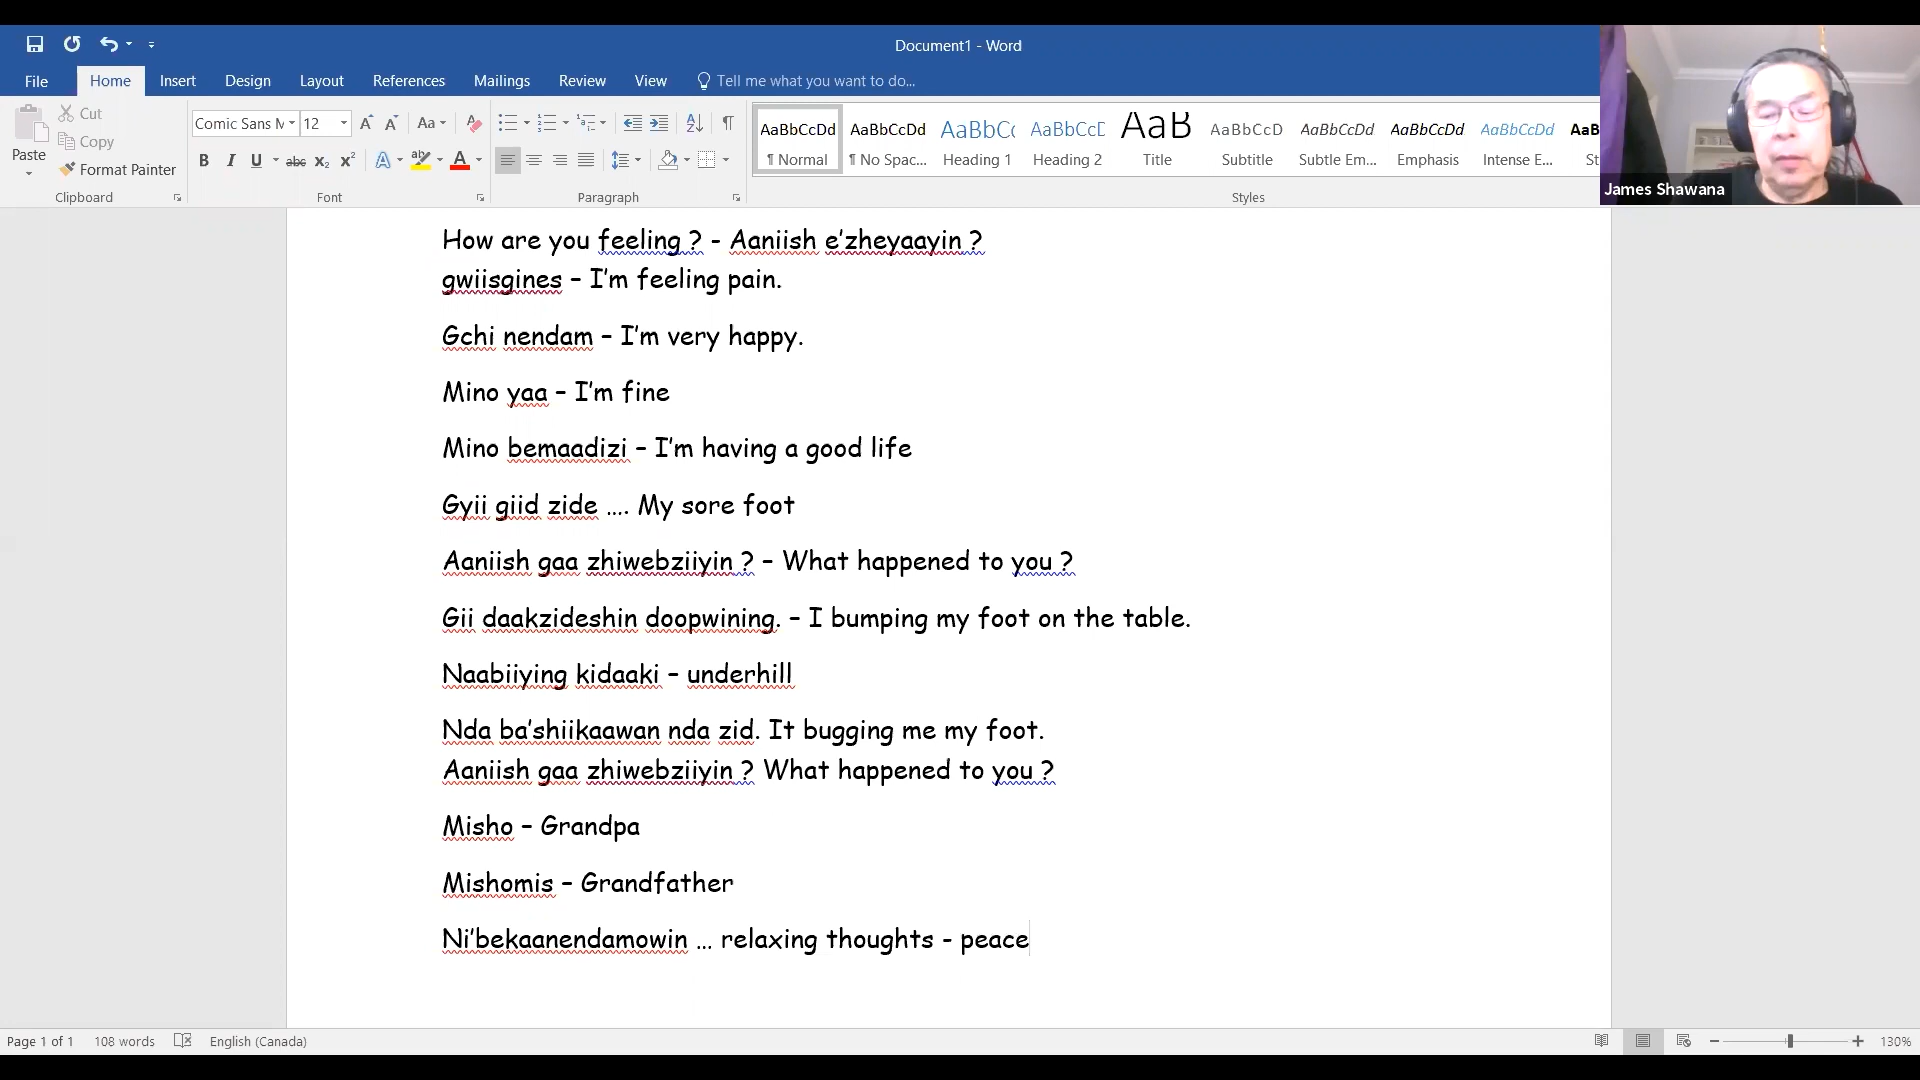 Document1 - Word
File Home Insert Design Layout References Mailings Review View Tell me what you want to do...
Paste
Cut
Copy
Format Painter
Clipboard
Comic Sans M 12
Font
Paragraph
AaBbCcDd AaBbCcDd AaBbCc AaBbCcD AaB AaBbCcD AaBbCcDd AaBbCcDd AaBbCcDd AaBb
¶ Normal ¶ No Spac... Heading 1 Heading 2 Title Subtitle Subtle Em... Emphasis Intense E... St
Styles
James Shawana
How are you feeling ? - Aaniish e’zheyaayin ?
gwiisgines – I’m feeling pain.
Gchi nendam – I’m very happy.
Mino yaa – I’m fine
Mino bemaadizi – I’m having a good life
Gyii giid zide …. My sore foot
Aaniish gaa zhiwebziiyin ? – What happened to you ?
Gii daakzideshin doopwining. – I bumping my foot on the table.
Naabiiying kidaaki – underhill
Nda ba’shiikaawan nda zid. It bugging me my foot.
Aaniish gaa zhiwebziiyin ? What happened to you ?
Misho – Grandpa
Mishomis – Grandfather
Ni’bekaanendamowin … relaxing thoughts - peace
Page 1 of 1 108 words English (Canada) 130%